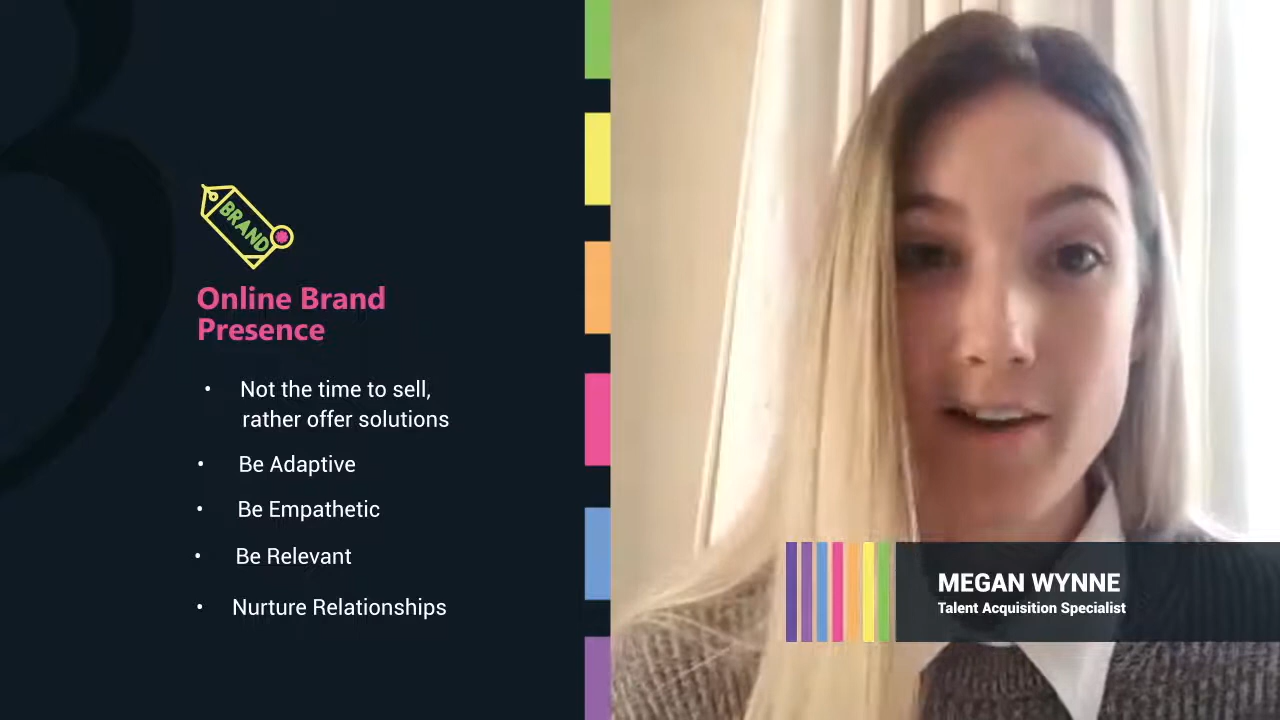 BRAND
Online Brand
Presence
• Not the time to sell,
rather offer solutions
• Be Adaptive
• Be Empathetic
• Be Relevant
• Nurture Relationships
MEGAN WYNNE
Talent Acquisition Specialist